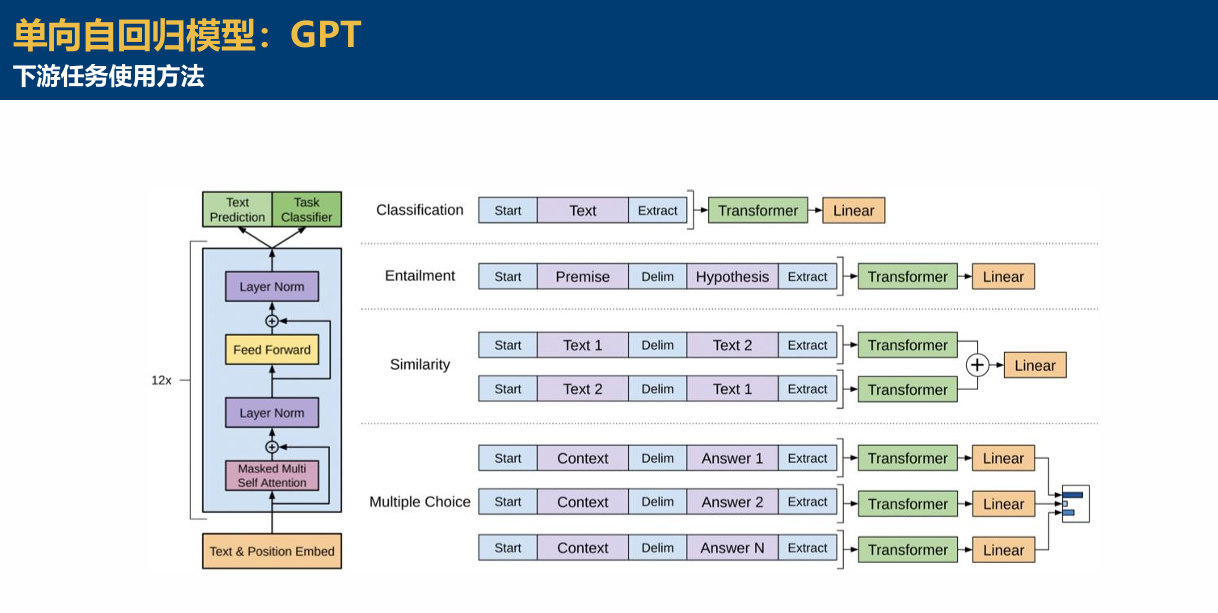 单向自回归模型：GPT
下游任务使用方法
Text
Prediction
Task
Classifier
Layer Norm
Feed Forward
12x
Layer Norm
Masked Multi
Self Attention
Text & Position Embed
Classification
Start
Text
Extract
Transformer
Linear
Entailment
Start
Premise
Delim
Hypothesis
Extract
Transformer
Linear
Similarity
Start
Text 1
Delim
Text 2
Extract
Transformer
Start
Text 2
Delim
Text 1
Extract
Transformer
Linear
Multiple Choice
Start
Context
Delim
Answer 1
Extract
Transformer
Linear
Start
Context
Delim
Answer 2
Extract
Transformer
Linear
Start
Context
Delim
Answer N
Extract
Transformer
Linear